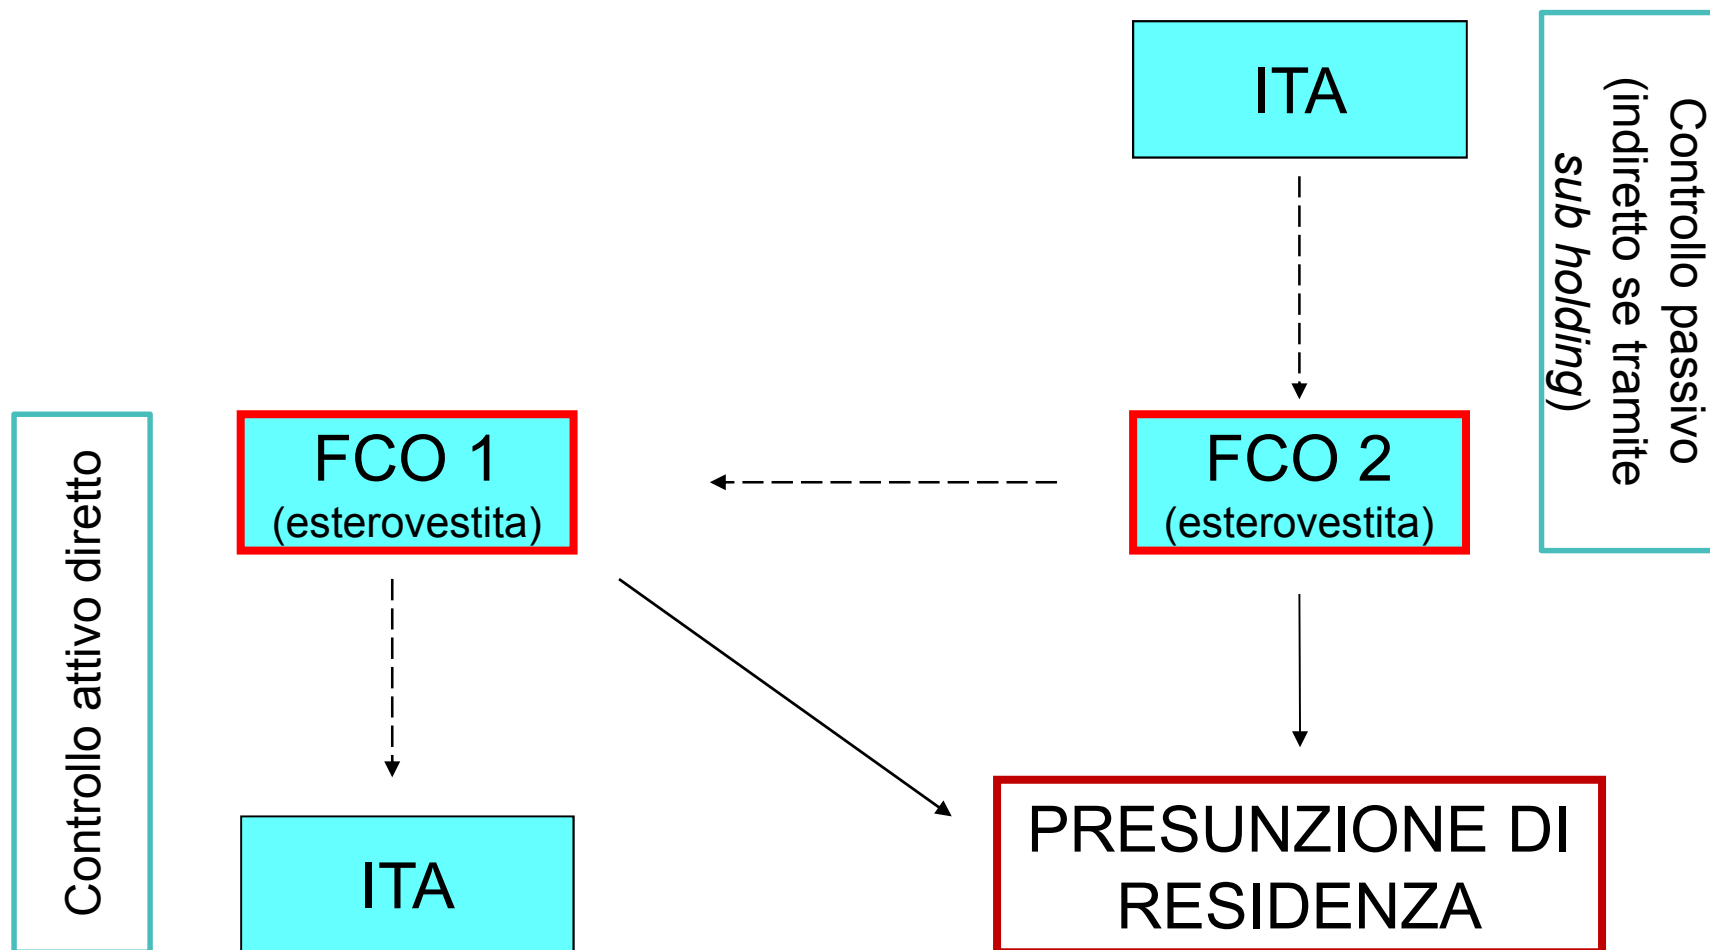 ITA
Controllo passivo
(indiretto se tramite
sub holding)
FCO 1
(esterovestita)
FCO 2
(esterovestita)
Controllo attivo diretto
ITA
PRESUNZIONE DI
RESIDENZA